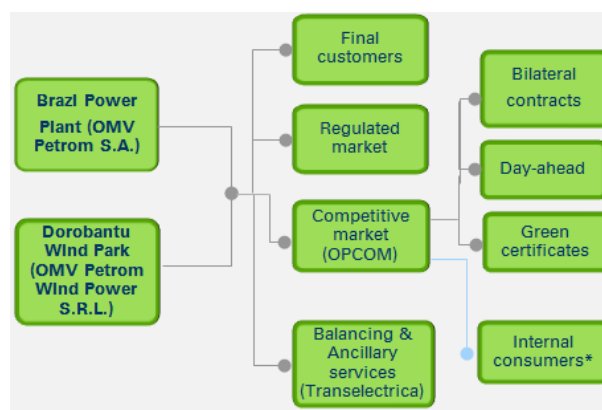 Brazi Power
Plant (OMV
Petrom S.A.)
Dorobantu
Wind Park
(OMV Petrom
Wind Power
S.R.L.)
Final
customers
Regulated
market
Competitive
market
(OPCOM)
Balancing &
Ancillary
services
(Transelectrica)
Bilateral
contracts
Day-ahead
Green
certificates
Internal
consumers*